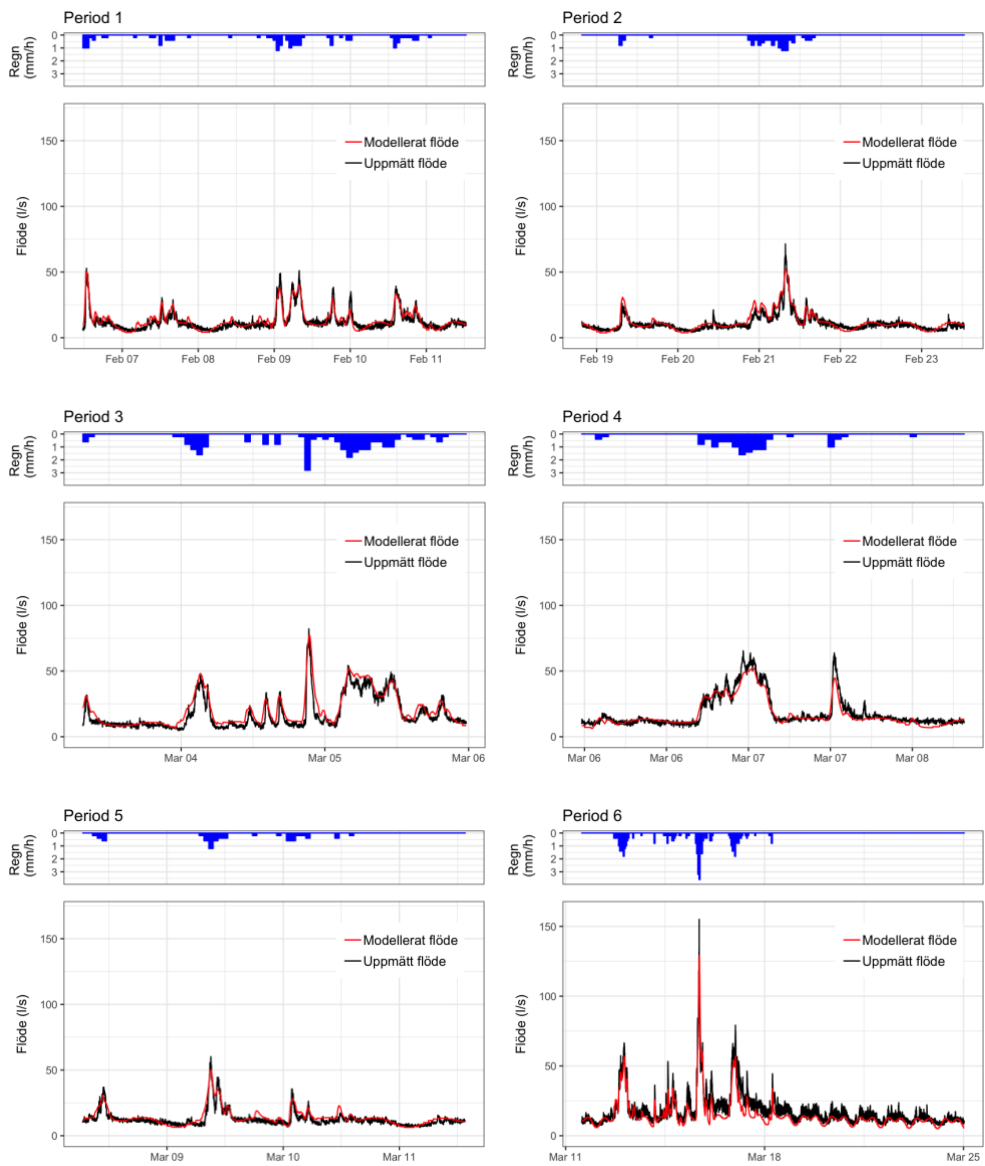 Period 1
Regn
(mm/h)
0
1
2
3
Flöde (l/s)
150
100
50
0
Modellerat flöde
Uppmätt flöde
Feb 07 Feb 08 Feb 09 Feb 10 Feb 11
Period 2
Regn
(mm/h)
0
1
2
3
Flöde (l/s)
150
100
50
0
Modellerat flöde
Uppmätt flöde
Feb 19 Feb 20 Feb 21 Feb 22 Feb 23
Period 3
Regn
(mm/h)
0
1
2
3
Flöde (l/s)
150
100
50
0
Modellerat flöde
Uppmätt flöde
Mar 04 Mar 05 Mar 06
Period 4
Regn
(mm/h)
0
1
2
3
Flöde (l/s)
150
100
50
0
Modellerat flöde
Uppmätt flöde
Mar 06 Mar 06 Mar 07 Mar 07 Mar 08
Period 5
Regn
(mm/h)
0
1
2
3
Flöde (l/s)
150
100
50
0
Modellerat flöde
Uppmätt flöde
Mar 09 Mar 10 Mar 11
Period 6
Regn
(mm/h)
0
1
2
3
Flöde (l/s)
150
100
50
0
Modellerat flöde
Uppmätt flöde
Mar 11 Mar 18 Mar 25